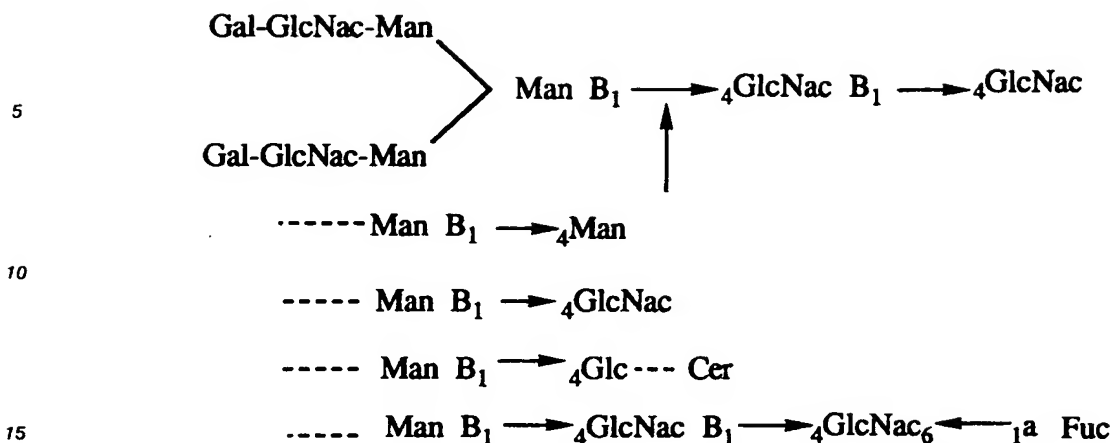 Gal-GlcNac-Man
5 Man B₁ ⟶ ₄GlcNac B₁ ⟶ ₄GlcNac
Gal-GlcNac-Man
------Man B₁ ⟶ ₄Man
10
----- Man B₁ ⟶ ₄GlcNac
----- Man B₁ ⟶ ₄Glc --- Cer
15 ----- Man B₁ ⟶ ₄GlcNac B₁ ⟶ ₄GlcNac₆ ⟵ ₁a Fuc